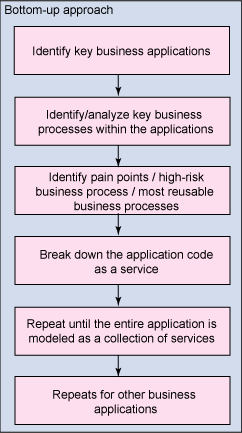 Bottom-up approach
Identify key business applications
Identify/analyze key business
processes within the applications
Identify pain points / high-risk
business process / most reusable
business processes
Break down the application code
as a service
Repeat until the entire application is
modeled as a collection of services
Repeats for other business
applications